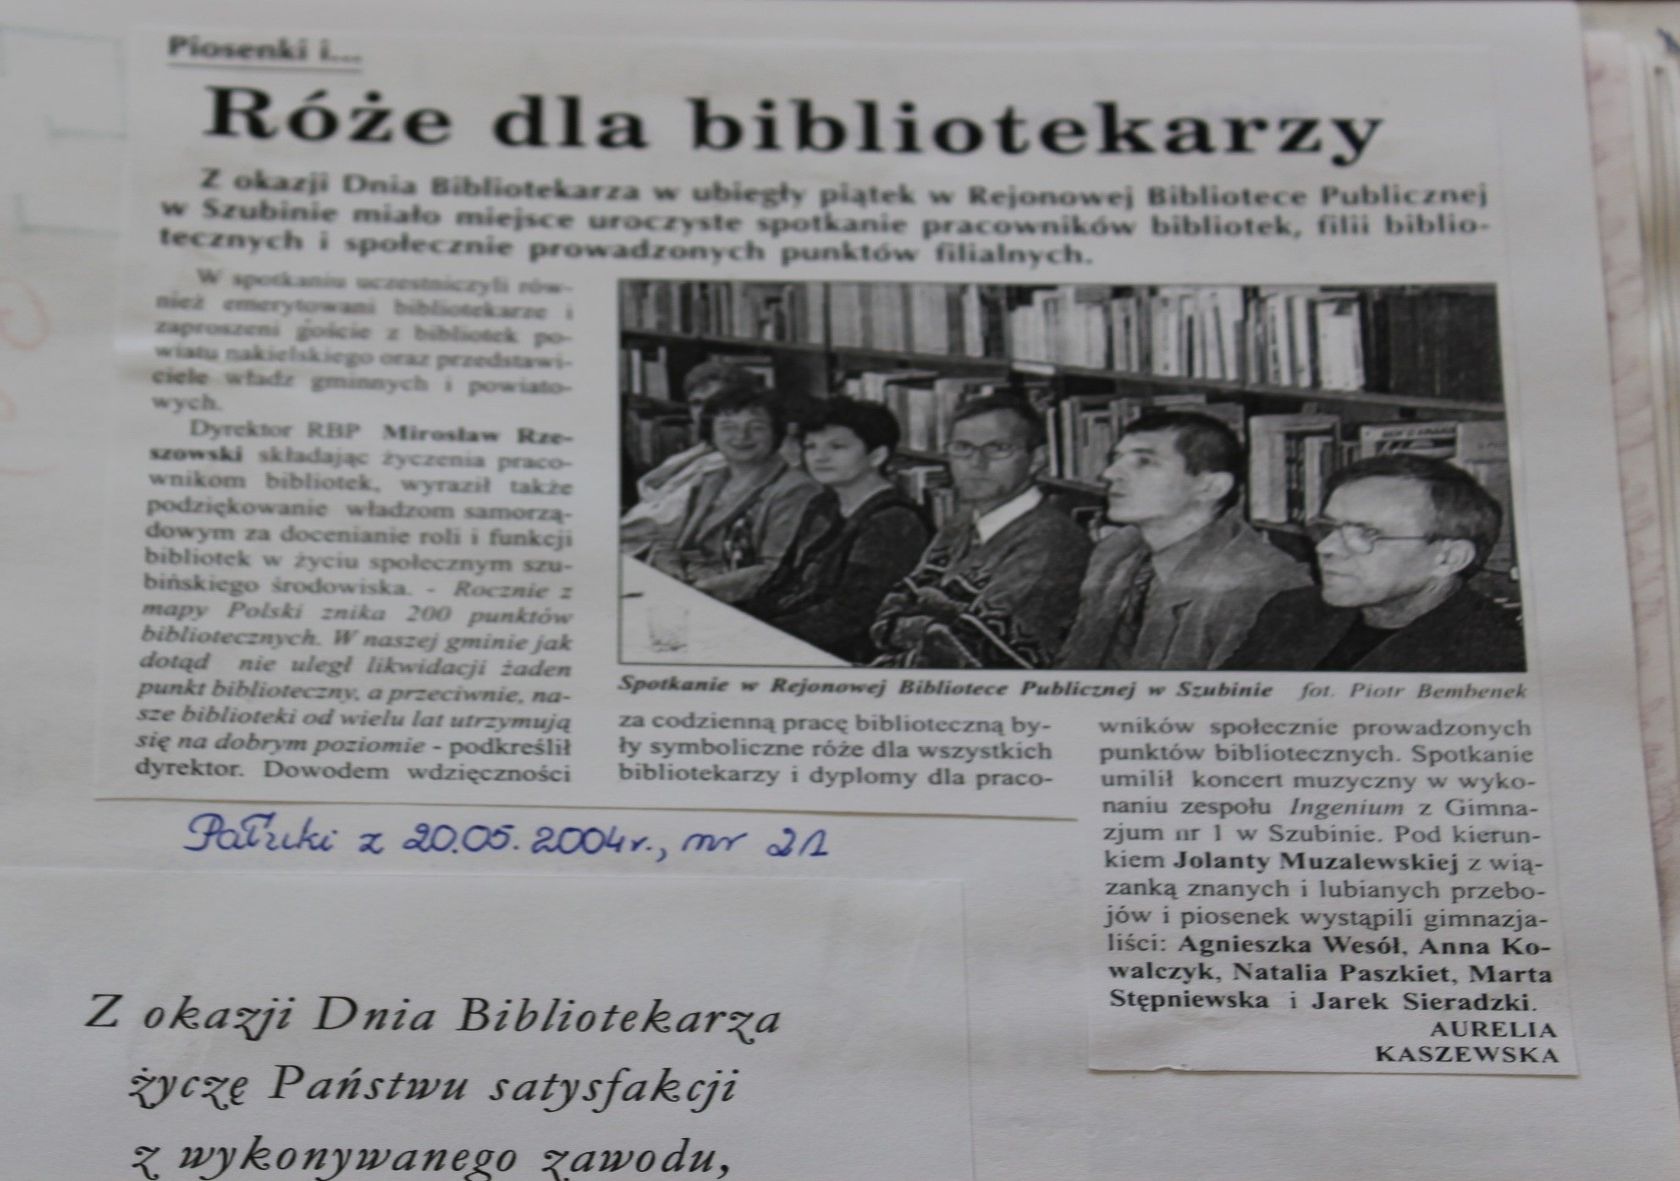 Piosenki i...
Róże dla bibliotekarzy
Z okazji Dnia Bibliotekarza w ubiegły piątek w Rejonowej Bibliotece Publicznej
w Szubinie miało miejsce uroczyste spotkanie pracowników bibliotek, filii biblio-
tecznych i społecznie prowadzonych punktów filialnych.
W spotkaniu uczestniczyli rów-
nież emerytowani bibliotekarze i
zaproszeni goście z bibliotek po-
wiatu nakielskiego oraz przedstawi-
ciele władz gminnych i powiato-
wych.
Dyrektor RBP Mirosław Rze-
szowski składając życzenia praco-
wnikom bibliotek, wyraził także
podziękowanie władzom samorzą-
dowym za docenianie roli i funkcji
bibliotek w życiu społecznym szu-
bińskiego środowiska. - Rocznie z
mapy Polski znika 200 punktów
bibliotecznych. W naszej gminie jak
dotąd nie uległ likwidacji żaden
punkt biblioteczny, a przeciwnie, na-
sze biblioteki od wielu lat utrzymują
się na dobrym poziomie - podkreślił
dyrektor. Dowodem wdzięczności
Spotkanie w Rejonowej Bibliotece Publicznej w Szubinie fot. Piotr Bembenek
za codzienną pracę biblioteczną by-
ły symboliczne róże dla wszystkich
bibliotekarzy i dyplomy dla praco-
wników społecznie prowadzonych
punktów bibliotecznych. Spotkanie
umilił koncert muzyczny w wyko-
naniu zespołu Ingenium z Gimna-
zjum nr 1 w Szubinie. Pod kierun-
kiem Jolanty Muzalewskiej z wią-
zanką znanych i lubianych przebo-
jów i piosenek wystąpili gimnazja-
liści: Agnieszka Wesół, Anna Ko-
walczyk, Natalia Paszkiet, Marta
Stępniewska i Jarek Sieradzki.
AURELIA
KASZEWSKA
Pałuki z 20.05.2004r., nr 21
Z okazji Dnia Bibliotekarza
życzę Państwu satysfakcji
z wykonywanego zawodu,